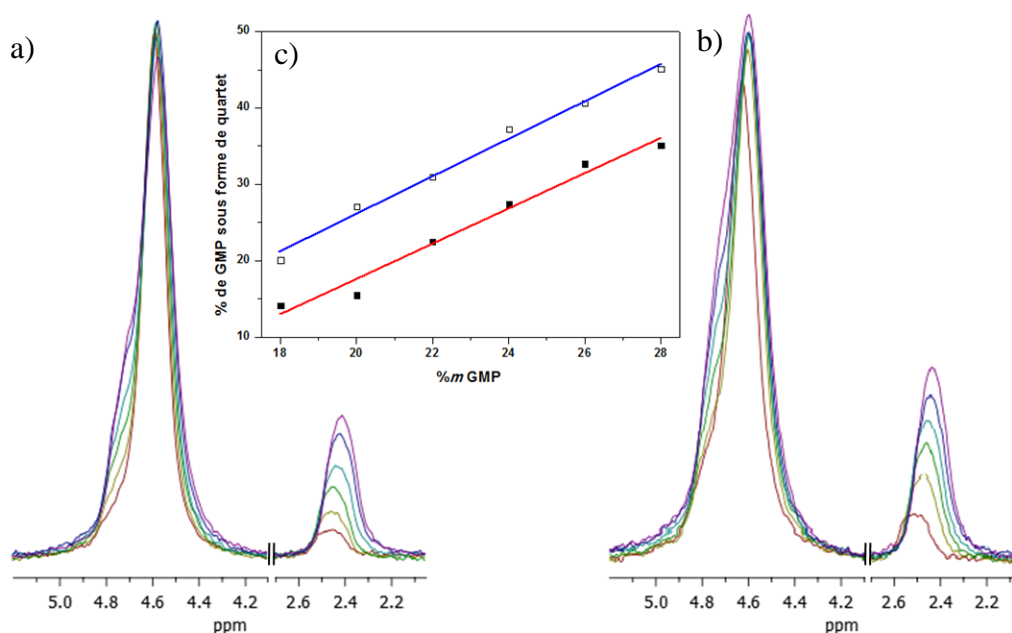 a)
5.0 4.8 4.6 4.4 4.2 2.6 2.4 2.2
ppm
c)
% de GMP sous forme de quartet
50
40
30
20
10
18 20 22 24 26 28
%m GMP
b)
5.0 4.8 4.6 4.4 4.2 2.6 2.4 2.2
ppm